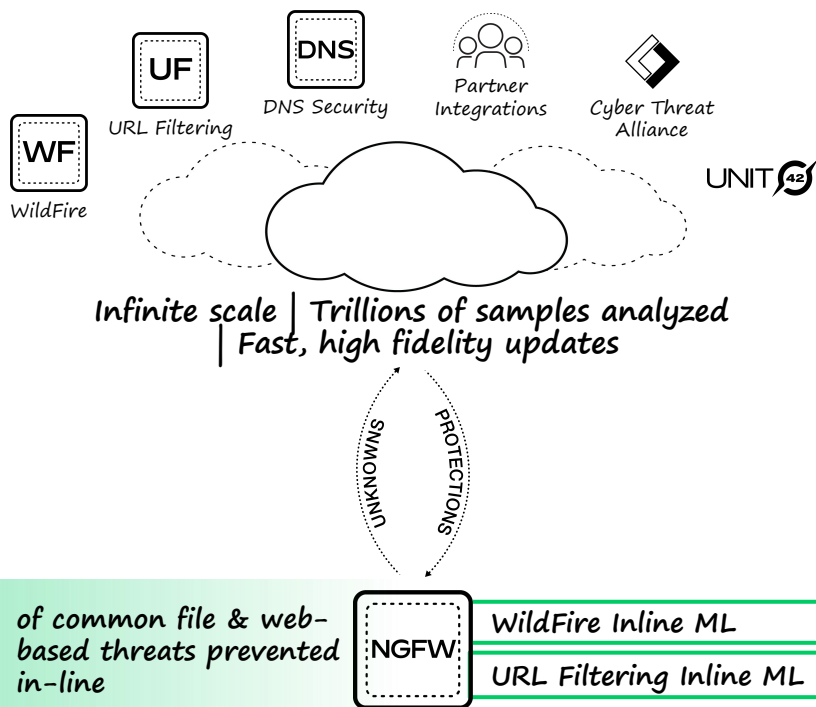 WF
WildFire
UF
URL Filtering
DNS
DNS Security
Partner
Integrations
Cyber Threat
Alliance
UNIT 42
Infinite scale | Trillions of samples analyzed
| Fast, high fidelity updates
UNKNOWNS
PROTECTIONS
of common file & web-
based threats prevented
in-line
NGFW
WildFire Inline ML
URL Filtering Inline ML